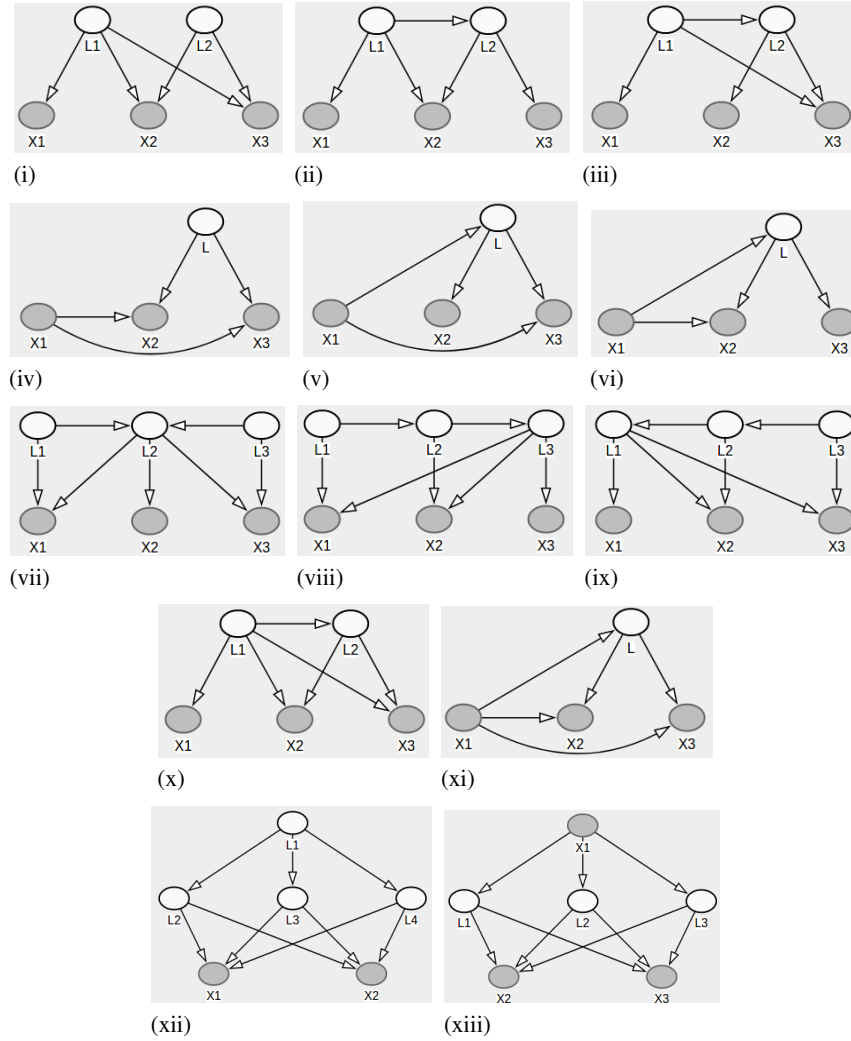 L1 L2 L1 L2 L1 L2
X1 X2 X3 X1 X2 X3 X1 X2 X3
(i) (ii) (iii)
L L L
X1 X2 X3 X1 X2 X3 X1 X2 X3
(iv) (v) (vi)
L1 L2 L3 L1 L2 L3 L1 L2 L3
X1 X2 X3 X1 X2 X3 X1 X2 X3
(vii) (viii) (ix)
L1 L2 L
X1 X2 X3 X1 X2 X3
(x) (xi)
L1 X1
L2 L3 L4 L1 L2 L3
X1 X2 X2 X3
(xii) (xiii)